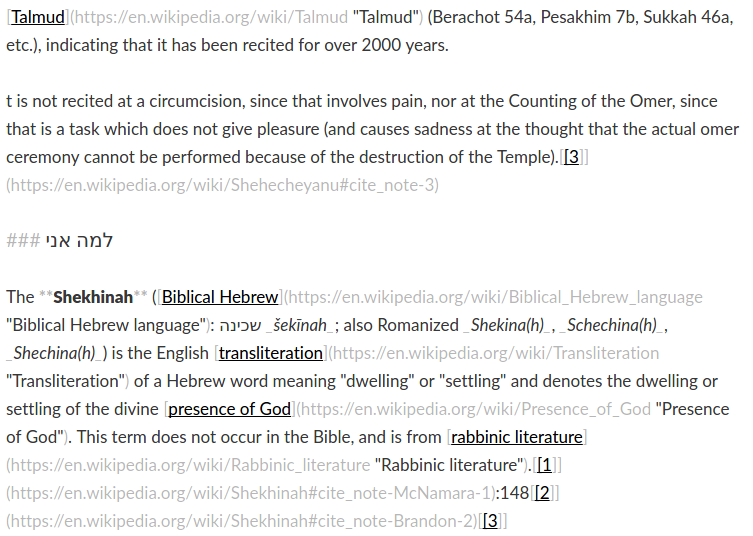 [Talmud](https://en.wikipedia.org/wiki/Talmud "Talmud") (Berachot 54a, Pesakhim 7b, Sukkah 46a,
etc.), indicating that it has been recited for over 2000 years.
t is not recited at a circumcision, since that involves pain, nor at the Counting of the Omer, since
that is a task which does not give pleasure (and causes sadness at the thought that the actual omer
ceremony cannot be performed because of the destruction of the Temple).[[3]]
(https://en.wikipedia.org/wiki/Shehecheyanu#cite_note-3)
### למה אני
The **Shekhinah** ([Biblical Hebrew](https://en.wikipedia.org/wiki/Biblical_Hebrew_language
"Biblical Hebrew language"): שכינה _šekīnah_; also Romanized _Shekina(h)_, _Schechina(h)_,
_Shechina(h)_) is the English [transliteration](https://en.wikipedia.org/wiki/Transliteration
"Transliteration") of a Hebrew word meaning "dwelling" or "settling" and denotes the dwelling or
settling of the divine [presence of God](https://en.wikipedia.org/wiki/Presence_of_God "Presence
of God"). This term does not occur in the Bible, and is from [rabbinic literature]
(https://en.wikipedia.org/wiki/Rabbinic_literature "Rabbinic literature").[[1]]
(https://en.wikipedia.org/wiki/Shekhinah#cite_note-McNamara-1):148[[2]]
(https://en.wikipedia.org/wiki/Shekhinah#cite_note-Brandon-2)[[3]]